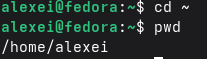 alexei@fedora:~$ cd ~
alexei@fedora:~$ pwd
/home/alexei